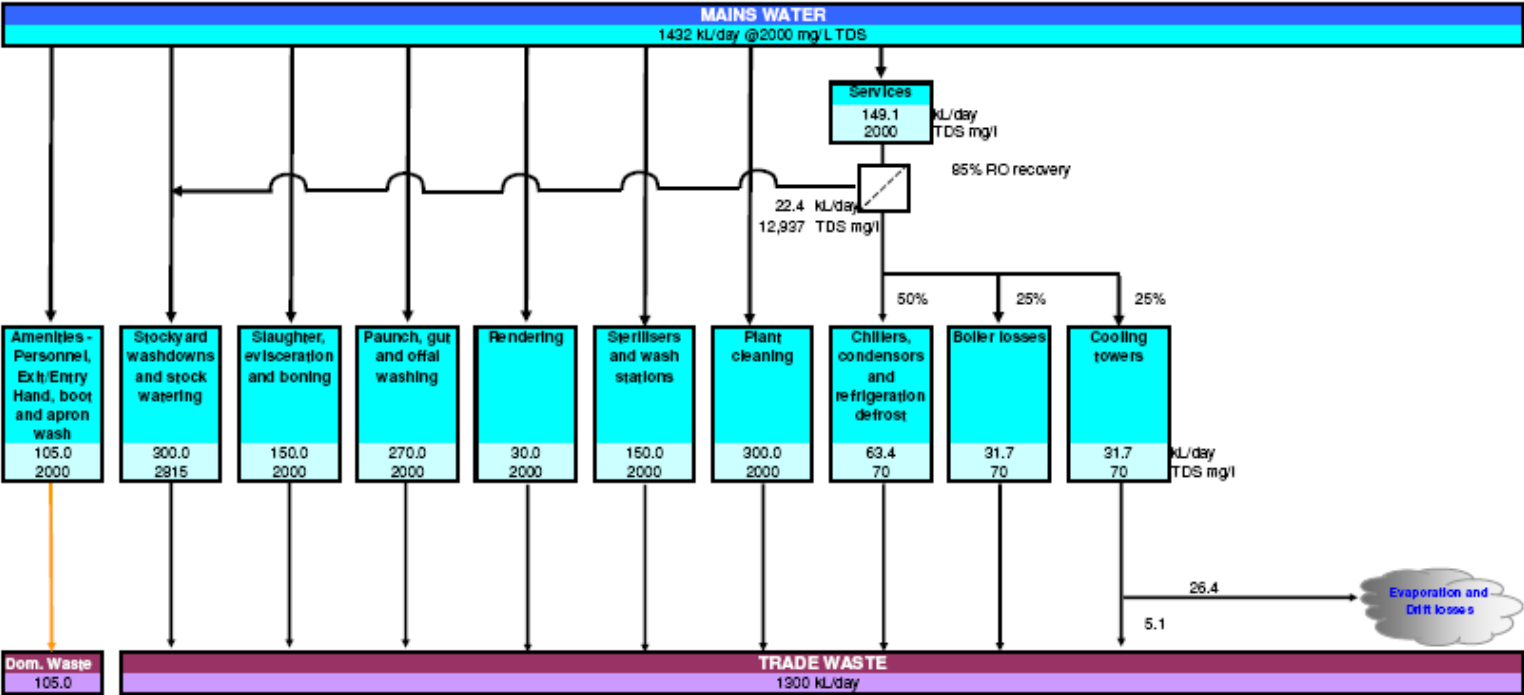 MAINS WATER
1432 kL/day @2000 mg/L TDS
Services
149.1 kL/day
2000 TDS mg/l
85% RO recovery
22.4 kL/day
12,937 TDS mg/l
50%
25%
25%
Amenities -
Personnel,
Exit/Entry
Hand, boot
and apron
wash
105.0
2000
Stockyard
washdowns
and stock
watering
300.0
2815
Slaughter,
evisceration
and boning
150.0
2000
Paunch, gut
and offal
washing
270.0
2000
Rendering
30.0
2000
Sterilisers
and wash
stations
150.0
2000
Plant
cleaning
300.0
2000
Chillers,
condensors
and
refrigeration
defrost
63.4
70
Boiler losses
31.7
70
Cooling
towers
31.7 kL/day
70 TDS mg/l
26.4
Evaporation and
Drift losses
5.1
Dom. Waste
105.0
TRADE WASTE
1300 kL/day